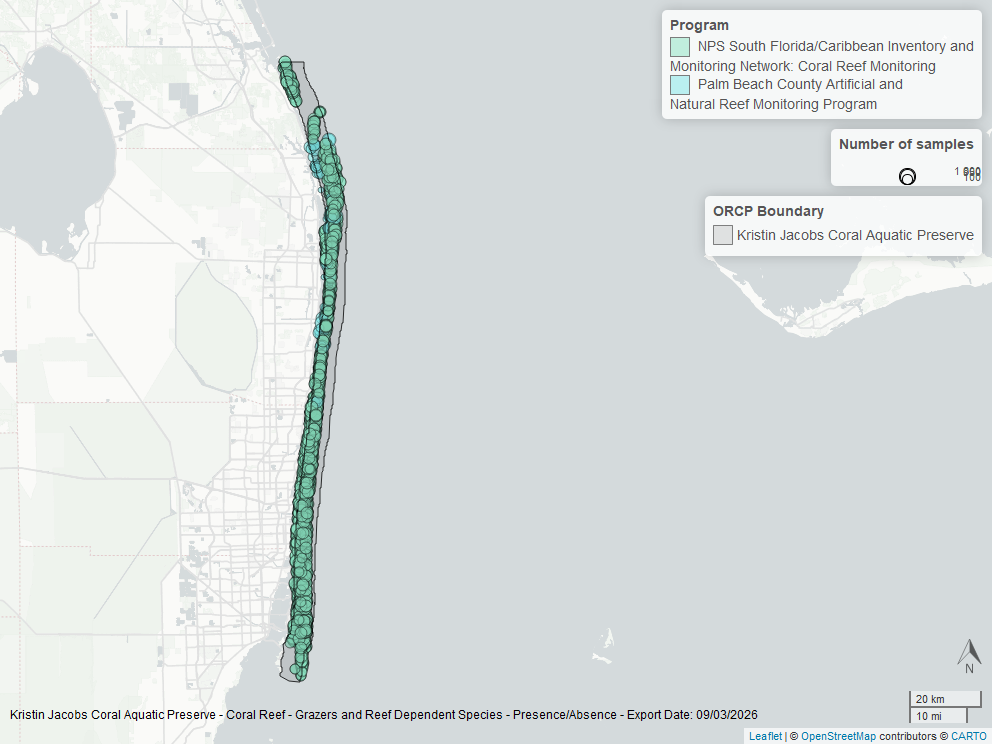 Program
NPS South Florida/Caribbean Inventory and
Monitoring Network: Coral Reef Monitoring
Palm Beach County Artificial and
Natural Reef Monitoring Program
Number of samples
ORCP Boundary
Kristin Jacobs Coral Aquatic Preserve
N
20 km
10 mi
Kristin Jacobs Coral Aquatic Preserve - Coral Reef - Grazers and Reef Dependent Species - Presence/Absence - Export Date: 09/03/2026
Leaflet | © OpenStreetMap contributors © CARTO